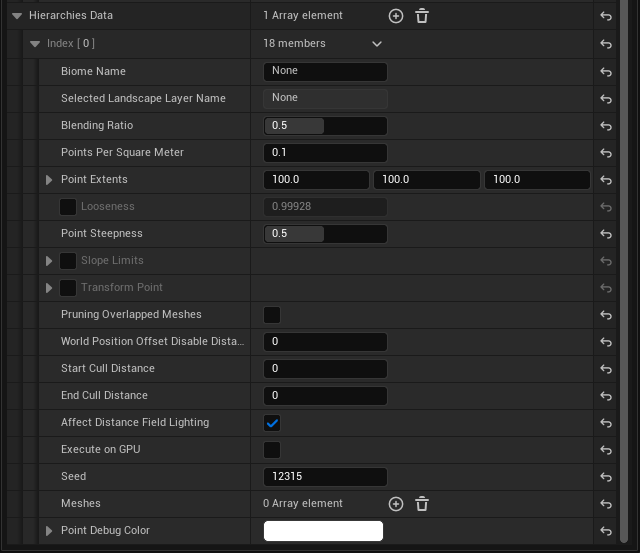 Hierarchies Data 1 Array element
Index [ 0 ] 18 members
Biome Name None
Selected Landscape Layer Name None
Blending Ratio 0.5
Points Per Square Meter 0.1
Point Extents 100.0 100.0 100.0
Looseness 0.99928
Point Steepness 0.5
Slope Limits
Transform Point
Pruning Overlapped Meshes
World Position Offset Disable Dista... 0
Start Cull Distance 0
End Cull Distance 0
Affect Distance Field Lighting
Execute on GPU
Seed 12315
Meshes 0 Array element
Point Debug Color